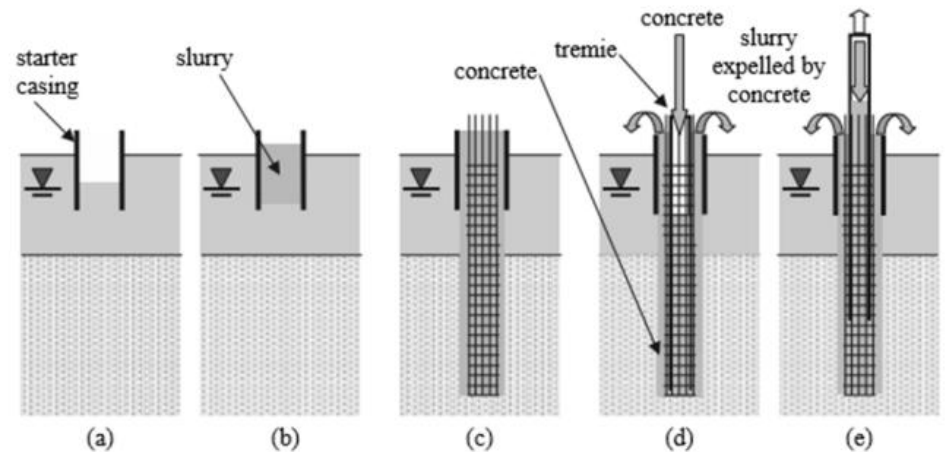 starter
casing
slurry
concrete
tremie
concrete
slurry
expelled by
concrete
(a)
(b)
(c)
(d)
(e)